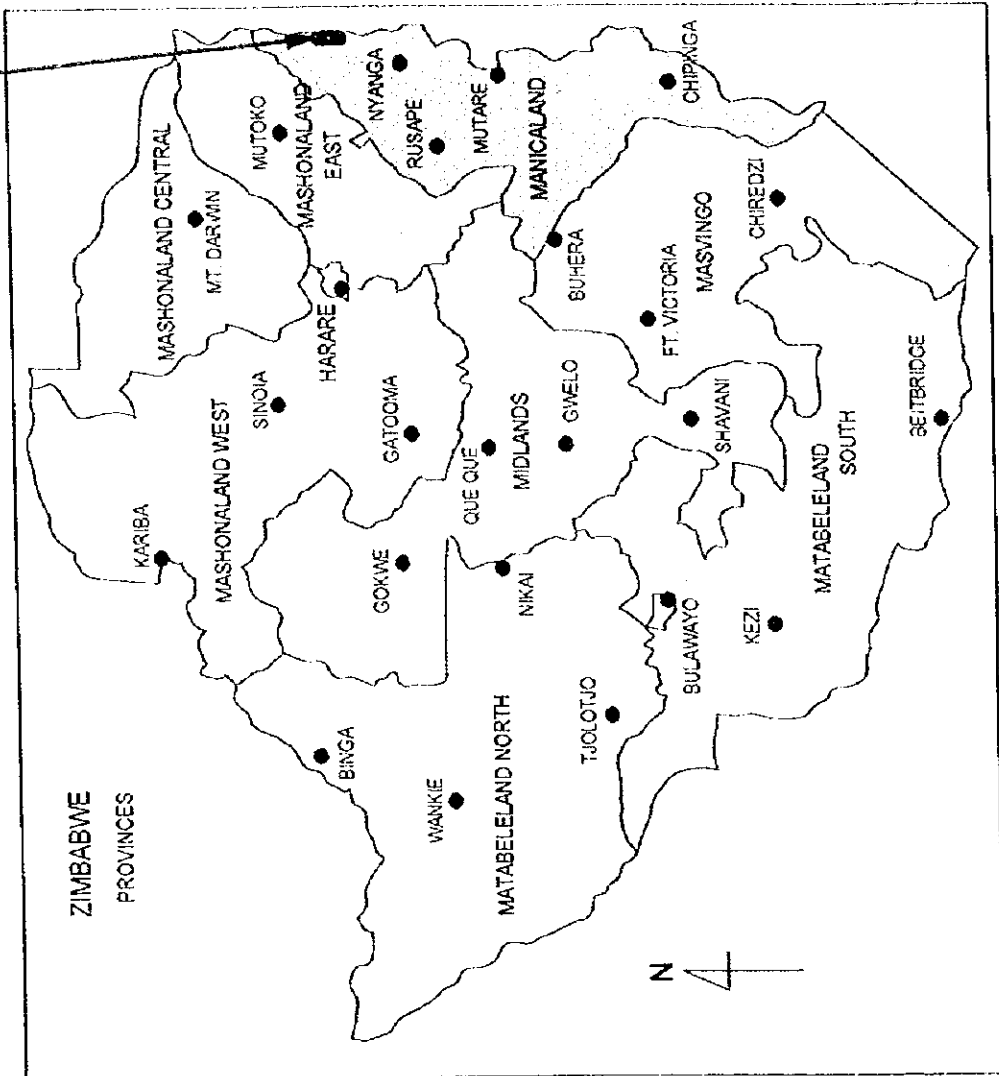 ZIMBABWE
PROVINCES
KARIBA
MASHONALAND CENTRAL
MT. DARWIN
MUTOKO
MASHONALAND
EAST
MASHONALAND WEST
SINOIA
HARARE
NYANGA
RUSAPE
MUTARE
MANICALAND
BINGA
GOKWE
GATOOMA
WANKIE
QUE QUE
MIDLANDS
GWELO
BUHERA
NIKAI
MATABELELAND NORTH
TJOLOTJO
FT. VICTORIA
MASVINGO
CHIPINGA
CHIREDZI
SHAVANI
BULAWAYO
KEZI
MATABELELAND
SOUTH
BEITBRIDGE
N